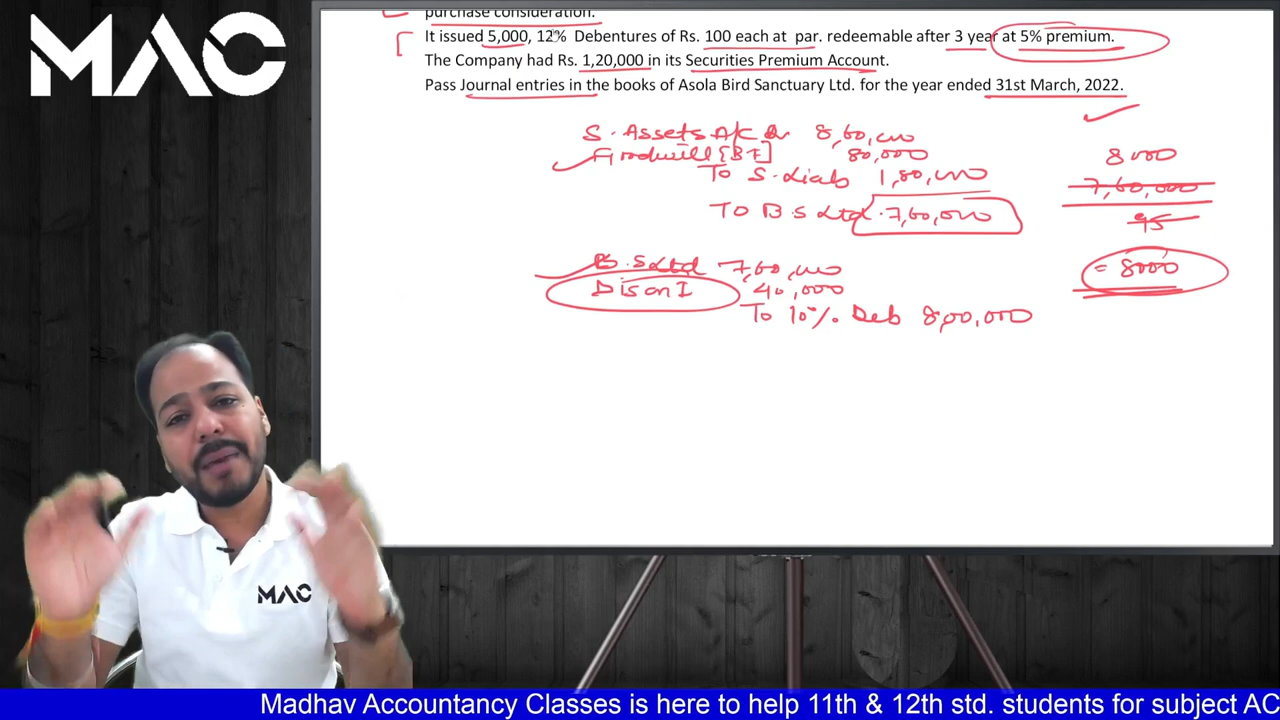 MAC
purchase consideration.
It issued 5,000, 12% Debentures of Rs. 100 each at par. redeemable after 3 year at 5% premium.
The Company had Rs. 1,20,000 in its Securities Premium Account.
Pass Journal entries in the books of Asola Bird Sanctuary Ltd. for the year ended 31st March, 2022.
S. Assets A/C Dr 8,60,000
Goodwill [BF] 80,000
To S. Liab 1,80,000
To B S Ltd. 7,60,000
8000
7,60,000
95
= 8000
B. S Ltd 7,60,000
Dis on I 40,000
To 10% Deb 8,00,000
MAC
Madhav Accountancy Classes is here to help 11th & 12th std. students for subject AC